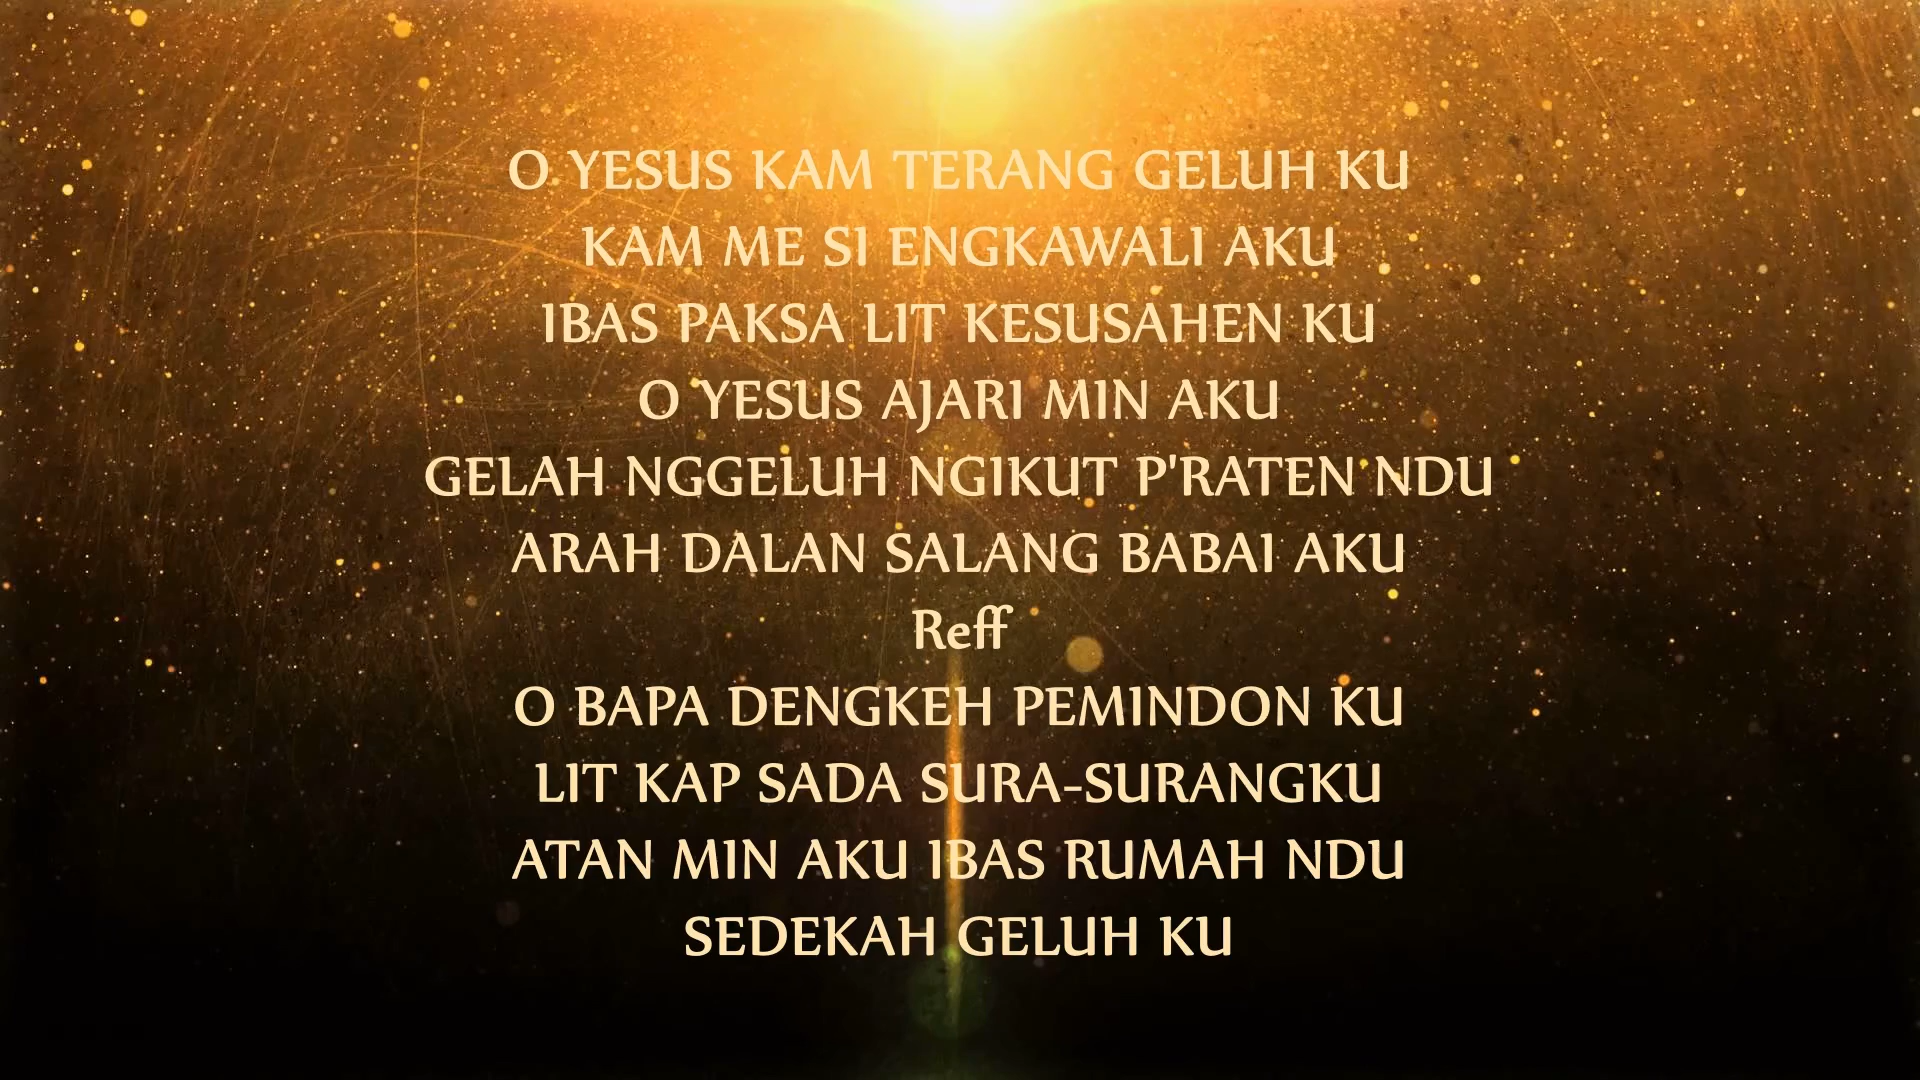 O YESUS KAM TERANG GELUH KU
KAM ME SI ENGKAWALI AKU
IBAS PAKSA LIT KESUSAHEN KU
O YESUS AJARI MIN AKU
GELAH NGGELUH NGIKUT P'RATEN NDU
ARAH DALAN SALANG BABAI AKU
Reff
O BAPA DENGKEH PEMINDON KU
LIT KAP SADA SURA-SURANGKU
ATAN MIN AKU IBAS RUMAH NDU
SEDEKAH GELUH KU